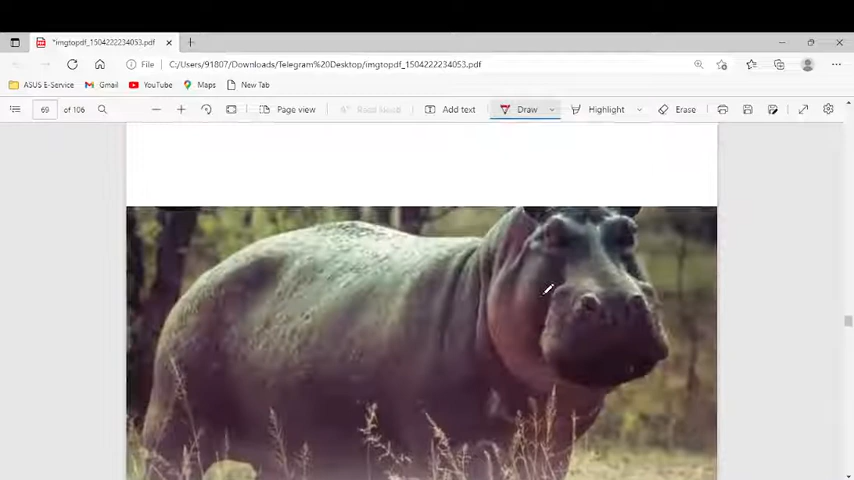 *imgtopdf_1504222234053.pdf
File C:/Users/91807/Downloads/Telegram%20Desktop/imgtopdf_1504222234053.pdf
ASUS E-Service Gmail YouTube Maps New Tab
69 of 106 Page view Read aloud Add text Draw Highlight Erase